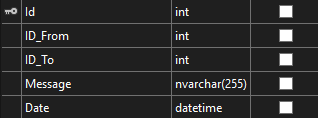 Id int
ID_From int
ID_To int
Message nvarchar(255)
Date datetime